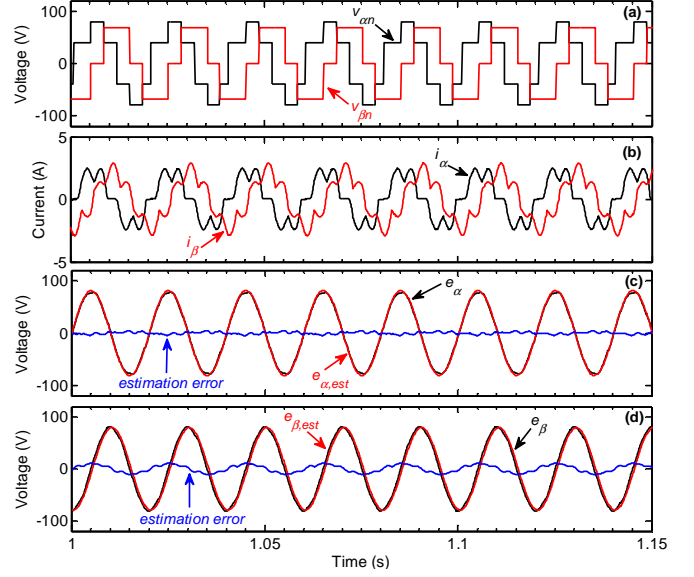 (a)
100
0
-100
Voltage (V)
v_αn
v_βn
(b)
5
0
-5
Current (A)
i_α
i_β
(c)
100
0
-100
Voltage (V)
e_α
e_α,est
estimation error
(d)
100
0
-100
Voltage (V)
e_β,est
e_β
estimation error
1
1.05
1.1
1.15
Time (s)